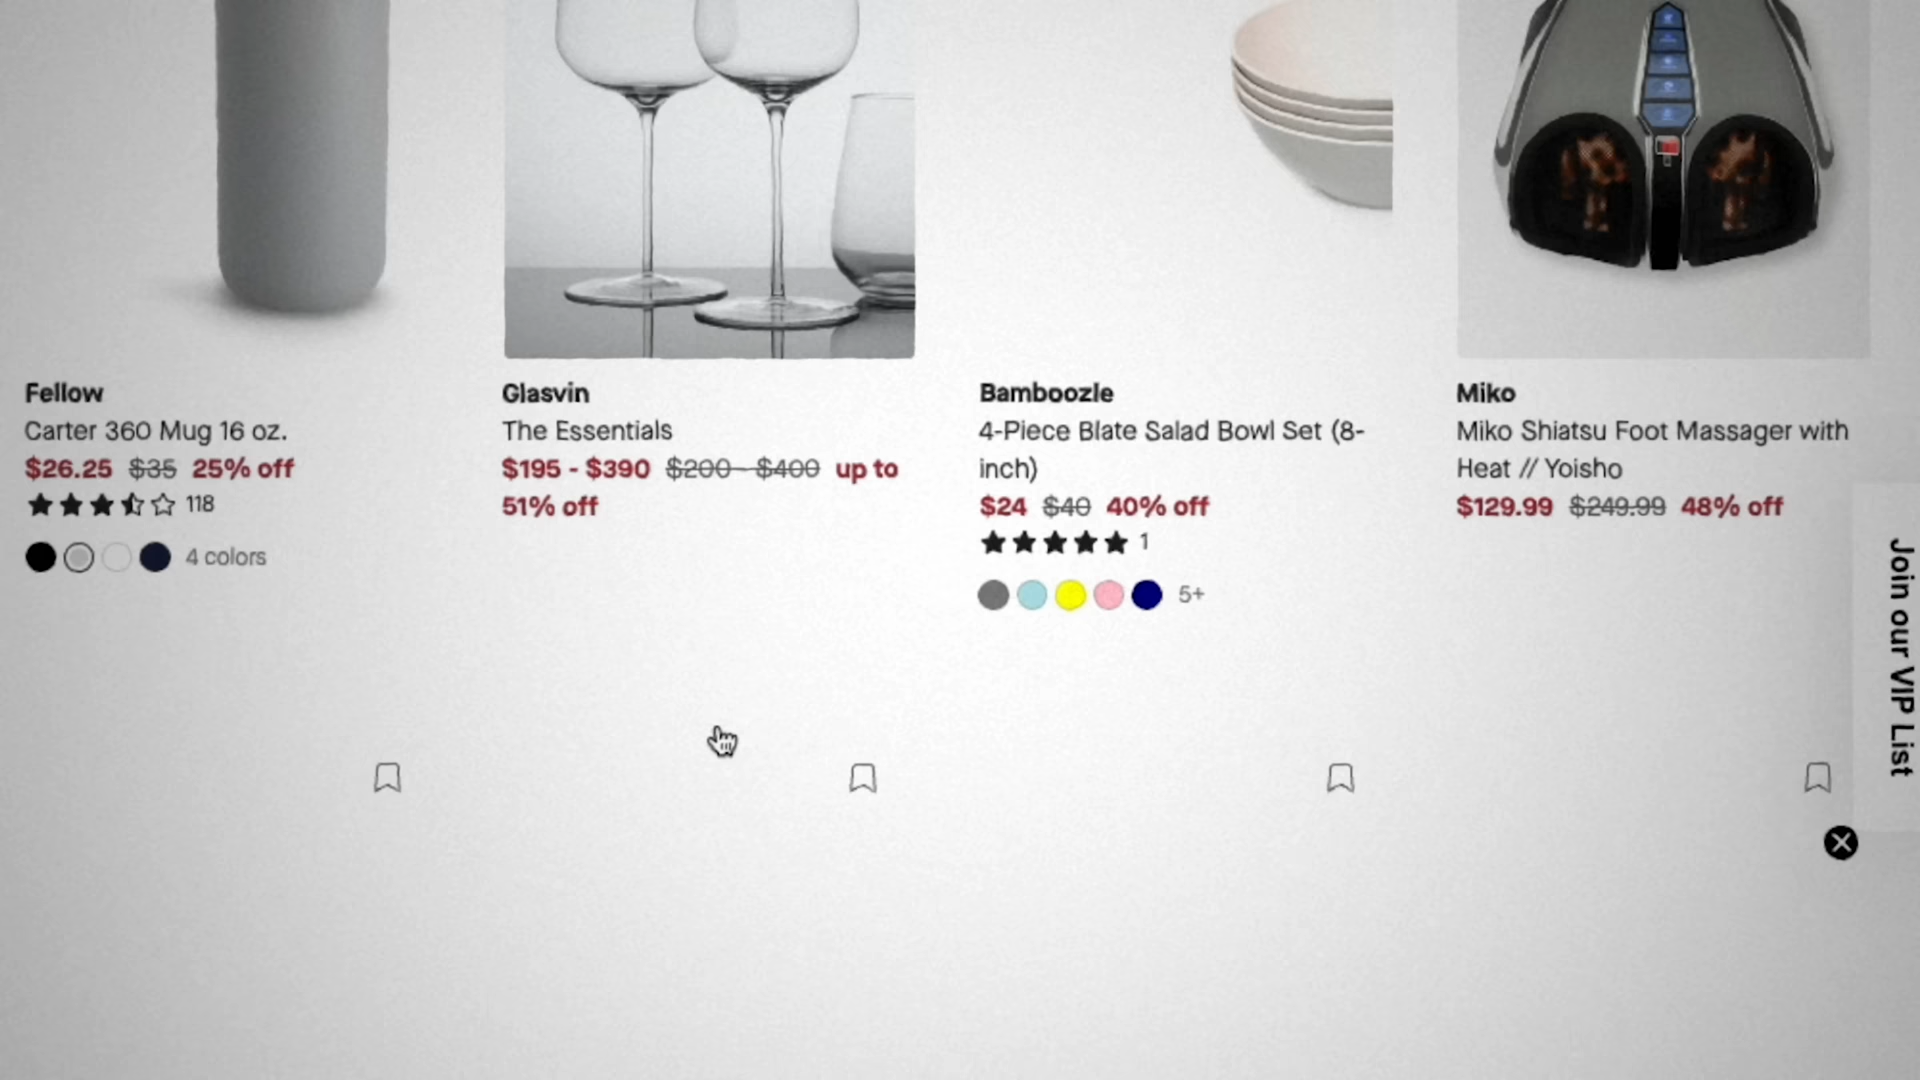 Fellow
Carter 360 Mug 16 oz.
$26.25 $35 25% off
118
4 colors
Glasvin
The Essentials
$195 - $390 $200 - $400 up to
51% off
Bamboozle
4-Piece Blate Salad Bowl Set (8-
inch)
$24 $40 40% off
1
5+
Miko
Miko Shiatsu Foot Massager with
Heat // Yoisho
$129.99 $249.99 48% off
Join our VIP List